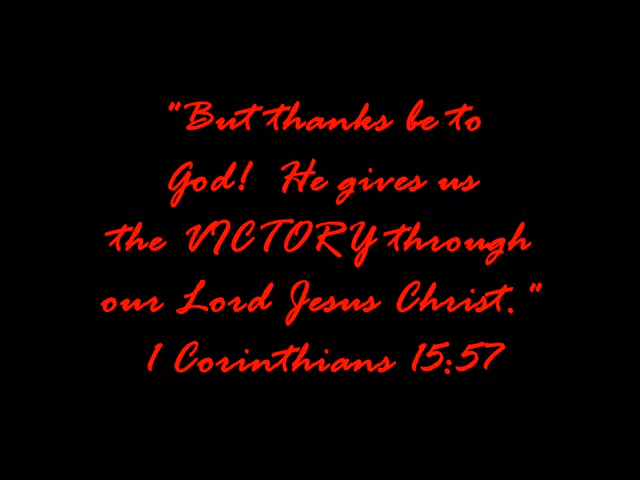 "But thanks be to
God! He gives us
the VICTORY through
our Lord Jesus Christ."
1 Corinthians 15:57